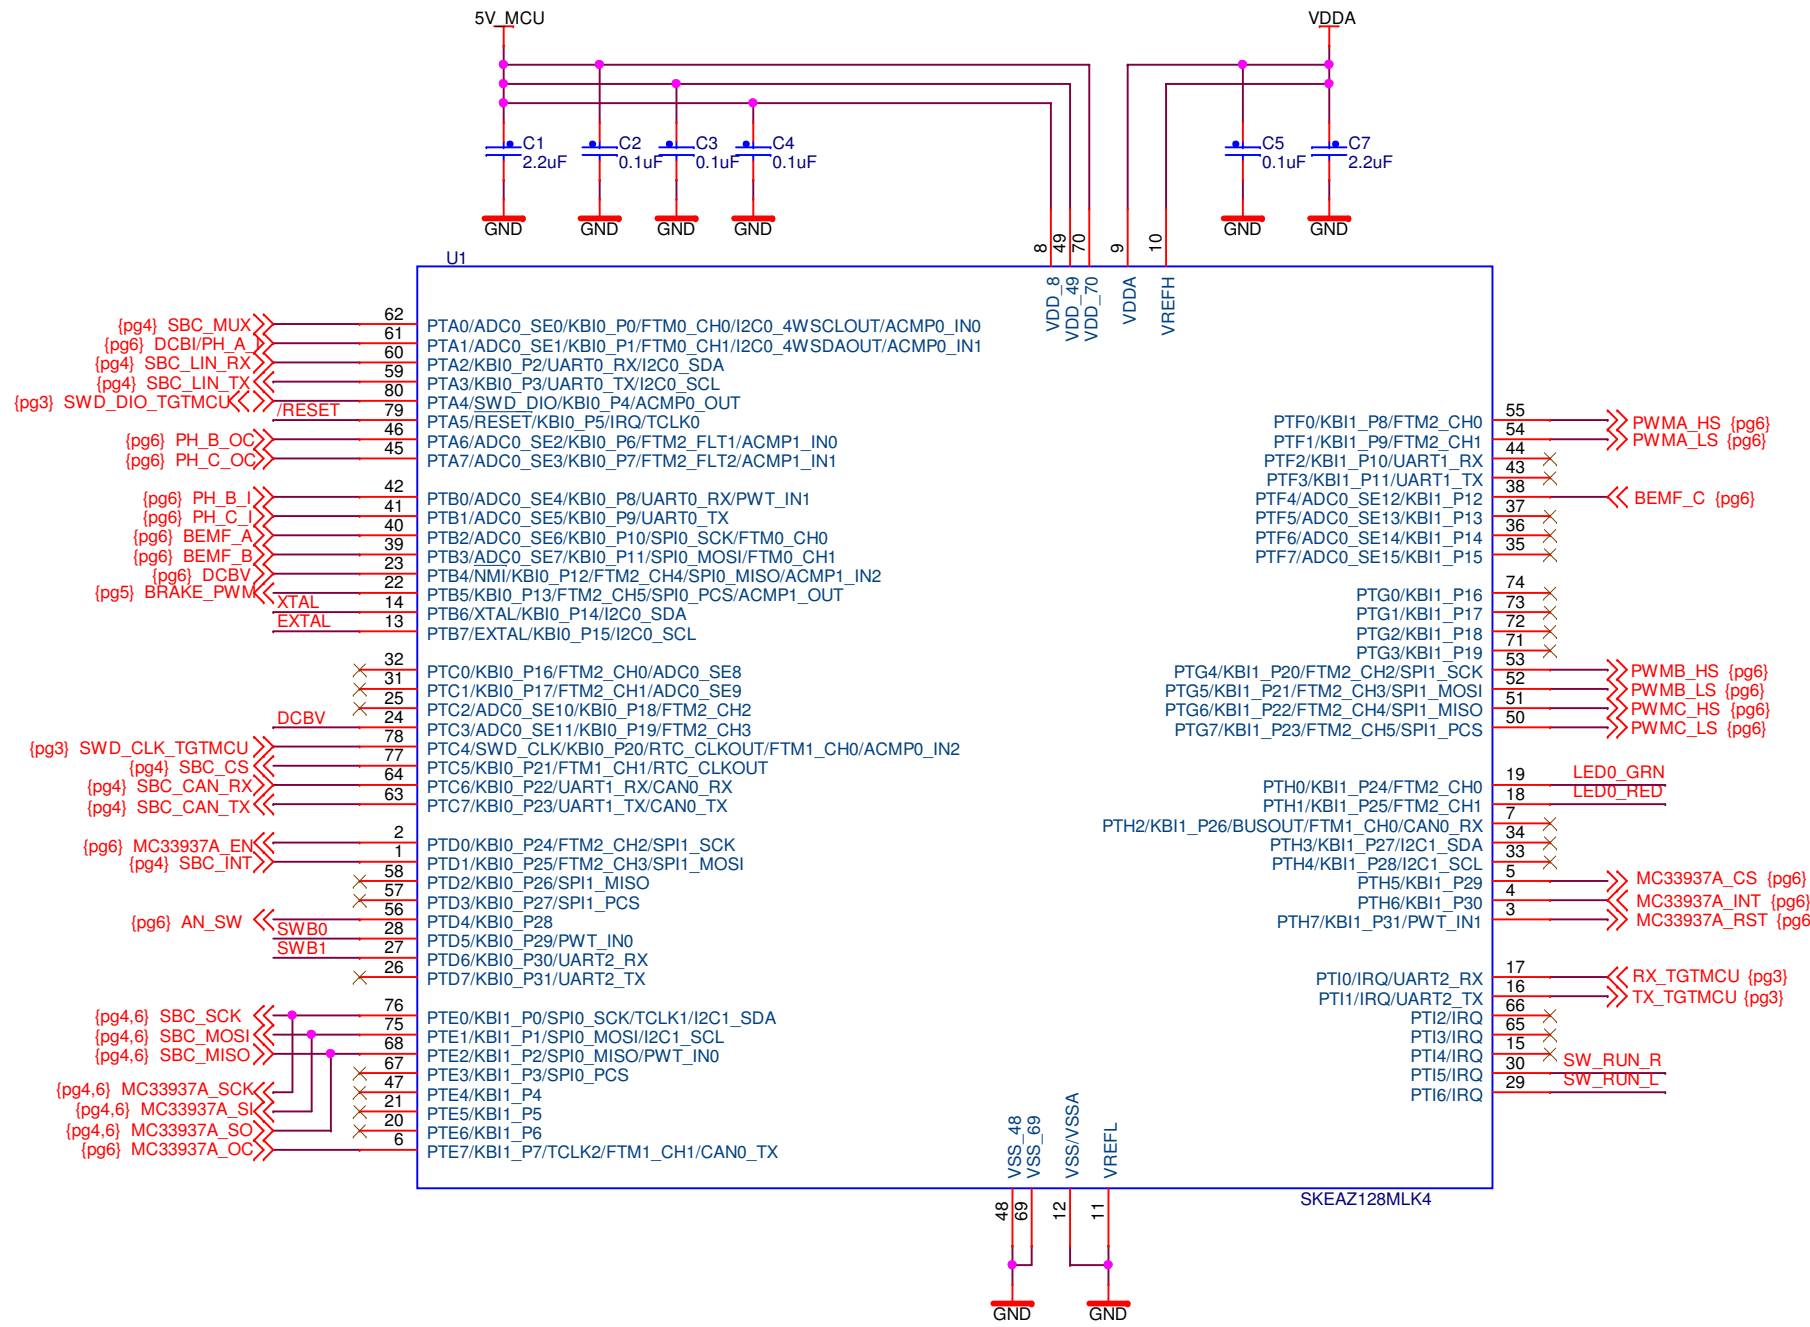 5V_MCU
VDDA
C1
2.2uF
C2
0.1uF
C3
0.1uF
C4
0.1uF
C5
0.1uF
C7
2.2uF
GND
GND
GND
GND
GND
GND
8
49
70
9
10
U1
VDD_8
VDD_49
VDD_70
VDDA
VREFH
{pg4} SBC_MUX 62 PTA0/ADC0_SE0/KBI0_P0/FTM0_CH0/I2C0_4WSCLOUT/ACMP0_IN0
{pg6} DCBI/PH_A_I 61 PTA1/ADC0_SE1/KBI0_P1/FTM0_CH1/I2C0_4WSDAOUT/ACMP0_IN1
{pg4} SBC_LIN_RX 60 PTA2/KBI0_P2/UART0_RX/I2C0_SDA
{pg4} SBC_LIN_TX 59 PTA3/KBI0_P3/UART0_TX/I2C0_SCL
{pg3} SWD_DIO_TGTMCU 80 PTA4/SWD_DIO/KBI0_P4/ACMP0_OUT
/RESET 79 PTA5/RESET/KBI0_P5/IRQ/TCLK0
{pg6} PH_B_OC 46 PTA6/ADC0_SE2/KBI0_P6/FTM2_FLT1/ACMP1_IN0
{pg6} PH_C_OC 45 PTA7/ADC0_SE3/KBI0_P7/FTM2_FLT2/ACMP1_IN1
{pg6} PH_B_I 42 PTB0/ADC0_SE4/KBI0_P8/UART0_RX/PWT_IN1
{pg6} PH_C_I 41 PTB1/ADC0_SE5/KBI0_P9/UART0_TX
{pg6} BEMF_A 40 PTB2/ADC0_SE6/KBI0_P10/SPI0_SCK/FTM0_CH0
{pg6} BEMF_B 39 PTB3/ADC0_SE7/KBI0_P11/SPI0_MOSI/FTM0_CH1
{pg6} DCBV 23 PTB4/NMI/KBI0_P12/FTM2_CH4/SPI0_MISO/ACMP1_IN2
{pg5} BRAKE_PWM 22 PTB5/KBI0_P13/FTM2_CH5/SPI0_PCS/ACMP1_OUT
XTAL 14 PTB6/XTAL/KBI0_P14/I2C0_SDA
EXTAL 13 PTB7/EXTAL/KBI0_P15/I2C0_SCL
32 PTC0/KBI0_P16/FTM2_CH0/ADC0_SE8
31 PTC1/KBI0_P17/FTM2_CH1/ADC0_SE9
25 PTC2/ADC0_SE10/KBI0_P18/FTM2_CH2
DCBV 24 PTC3/ADC0_SE11/KBI0_P19/FTM2_CH3
{pg3} SWD_CLK_TGTMCU 78 PTC4/SWD_CLK/KBI0_P20/RTC_CLKOUT/FTM1_CH0/ACMP0_IN2
{pg4} SBC_CS 77 PTC5/KBI0_P21/FTM1_CH1/RTC_CLKOUT
{pg4} SBC_CAN_RX 64 PTC6/KBI0_P22/UART1_RX/CAN0_RX
{pg4} SBC_CAN_TX 63 PTC7/KBI0_P23/UART1_TX/CAN0_TX
{pg6} MC33937A_EN 2 PTD0/KBI0_P24/FTM2_CH2/SPI1_SCK
{pg4} SBC_INT 1 PTD1/KBI0_P25/FTM2_CH3/SPI1_MOSI
58 PTD2/KBI0_P26/SPI1_MISO
57 PTD3/KBI0_P27/SPI1_PCS
{pg6} AN_SW 56 PTD4/KBI0_P28
SWB0 28 PTD5/KBI0_P29/PWT_IN0
SWB1 27 PTD6/KBI0_P30/UART2_RX
26 PTD7/KBI0_P31/UART2_TX
{pg4,6} SBC_SCK 76 PTE0/KBI1_P0/SPI0_SCK/TCLK1/I2C1_SDA
{pg4,6} SBC_MOSI 75 PTE1/KBI1_P1/SPI0_MOSI/I2C1_SCL
{pg4,6} SBC_MISO 68 PTE2/KBI1_P2/SPI0_MISO/PWT_IN0
67 PTE3/KBI1_P3/SPI0_PCS
{pg4,6} MC33937A_SCK 47 PTE4/KBI1_P4
{pg4,6} MC33937A_SI 21 PTE5/KBI1_P5
{pg4,6} MC33937A_SO 20 PTE6/KBI1_P6
{pg6} MC33937A_OC 6 PTE7/KBI1_P7/TCLK2/FTM1_CH1/CAN0_TX
PTF0/KBI1_P8/FTM2_CH0 55 PWMA_HS {pg6}
PTF1/KBI1_P9/FTM2_CH1 54 PWMA_LS {pg6}
PTF2/KBI1_P10/UART1_RX 44
PTF3/KBI1_P11/UART1_TX 43
PTF4/ADC0_SE12/KBI1_P12 38 BEMF_C {pg6}
PTF5/ADC0_SE13/KBI1_P13 37
PTF6/ADC0_SE14/KBI1_P14 36
PTF7/ADC0_SE15/KBI1_P15 35
PTG0/KBI1_P16 74
PTG1/KBI1_P17 73
PTG2/KBI1_P18 72
PTG3/KBI1_P19 71
PTG4/KBI1_P20/FTM2_CH2/SPI1_SCK 53 PWMB_HS {pg6}
PTG5/KBI1_P21/FTM2_CH3/SPI1_MOSI 52 PWMB_LS {pg6}
PTG6/KBI1_P22/FTM2_CH4/SPI1_MISO 51 PWMC_HS {pg6}
PTG7/KBI1_P23/FTM2_CH5/SPI1_PCS 50 PWMC_LS {pg6}
PTH0/KBI1_P24/FTM2_CH0 19 LED0_GRN
PTH1/KBI1_P25/FTM2_CH1 18 LED0_RED
PTH2/KBI1_P26/BUSOUT/FTM1_CH0/CAN0_RX 7
PTH3/KBI1_P27/I2C1_SDA 34
PTH4/KBI1_P28/I2C1_SCL 33
PTH5/KBI1_P29 5 MC33937A_CS {pg6}
PTH6/KBI1_P30 4 MC33937A_INT {pg6}
PTH7/KBI1_P31/PWT_IN1 3 MC33937A_RST {pg6
PTI0/IRQ/UART2_RX 17 RX_TGTMCU {pg3}
PTI1/IRQ/UART2_TX 16 TX_TGTMCU {pg3}
PTI2/IRQ 66
PTI3/IRQ 65
PTI4/IRQ 15
PTI5/IRQ 30 SW_RUN_R
PTI6/IRQ 29 SW_RUN_L
VSS_48
VSS_69
VSS/VSSA
VREFL
SKEAZ128MLK4
48
69
12
11
GND
GND